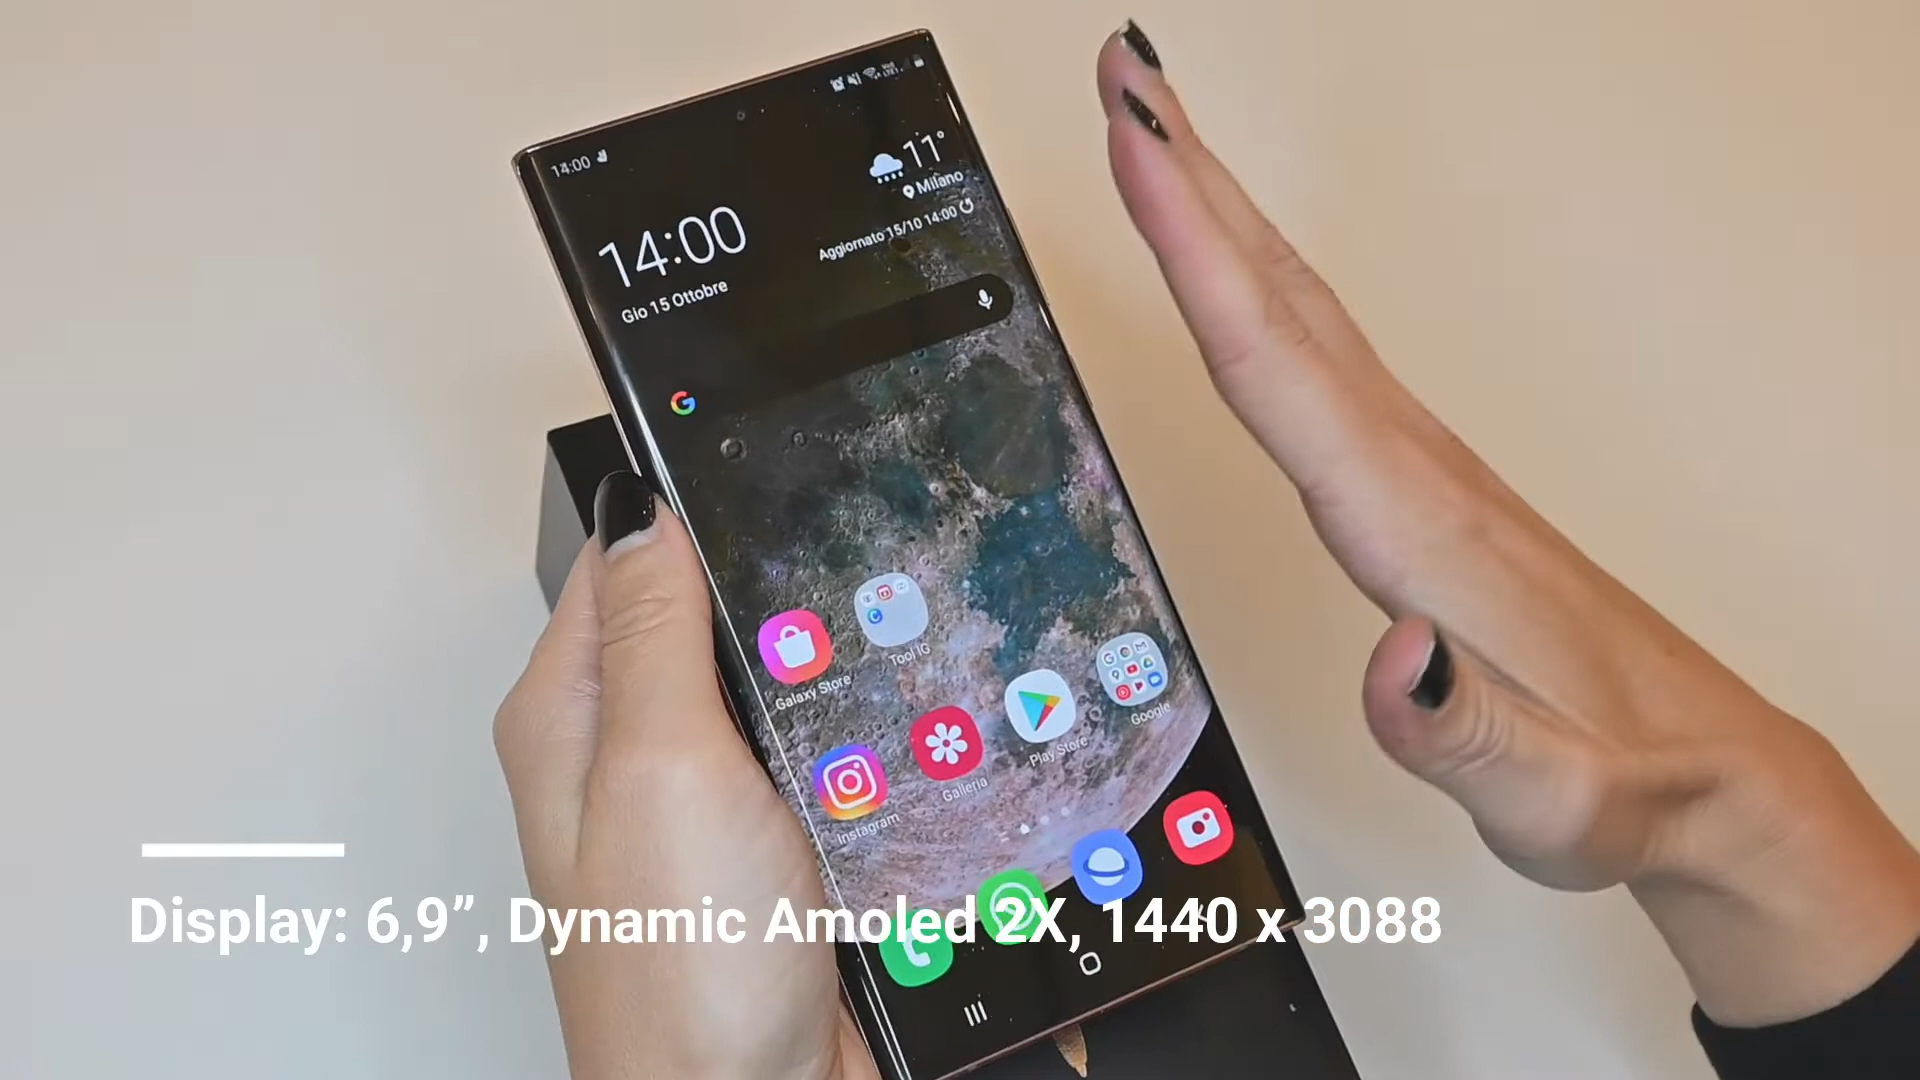 14:00
11°
Milano
Aggiornato 15/10 14:00
14:00
Gio 15 Ottobre
G
Tool IG
Galaxy Store
Google
Play Store
Galleria
Instagram
Display: 6,9”, Dynamic Amoled 2X, 1440 x 3088